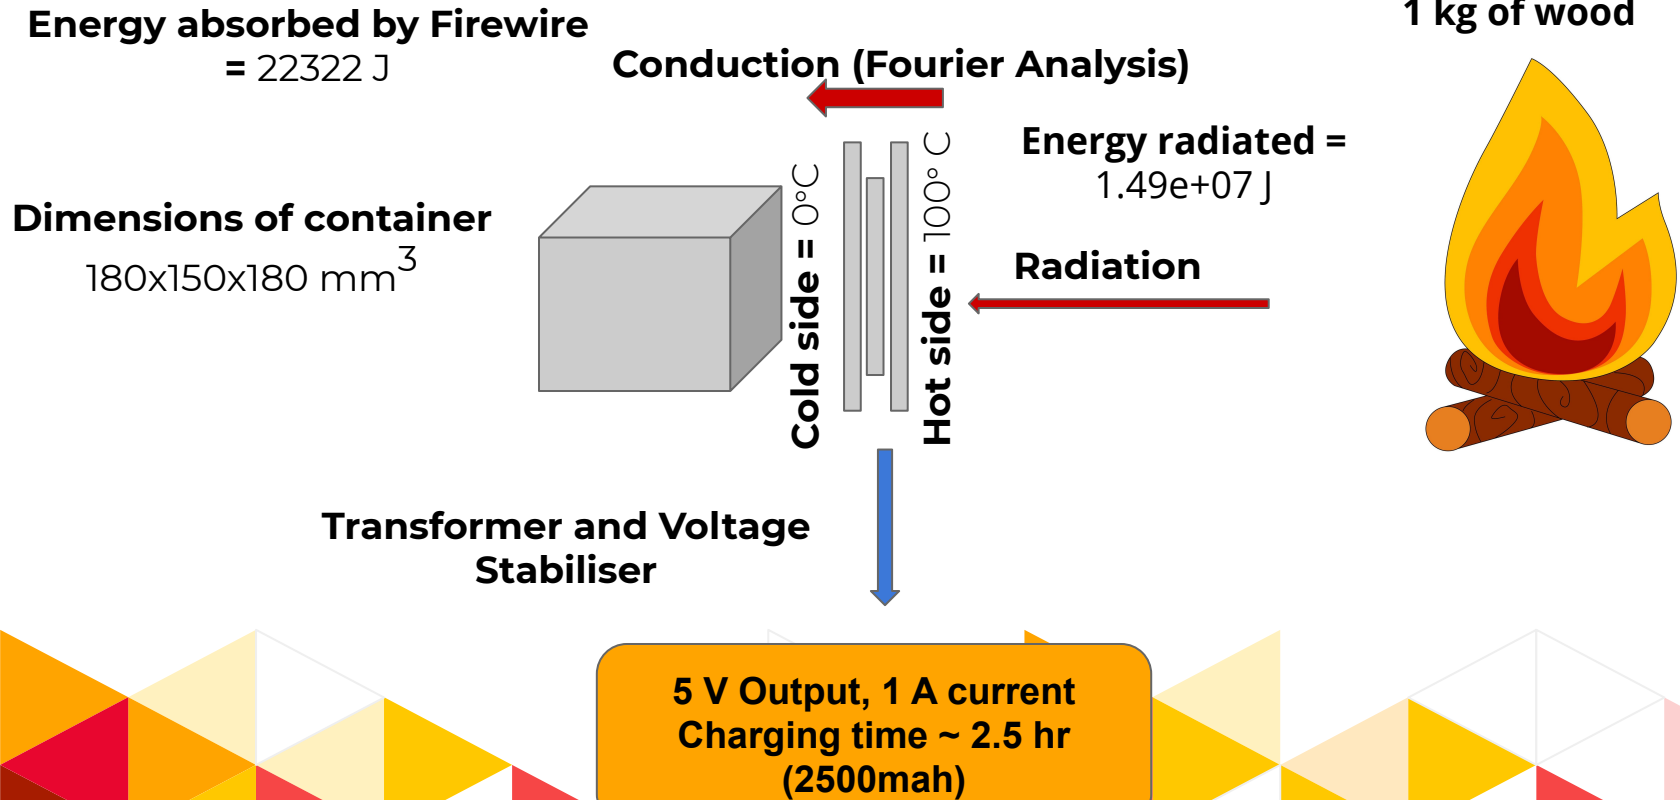 Energy absorbed by Firewire
= 22322 J
1 kg of wood
Conduction (Fourier Analysis)
Energy radiated =
1.49e+07 J
Dimensions of container
180x150x180 mm³
Cold side = 0°C
Hot side = 100° C
Radiation
Transformer and Voltage
Stabiliser
5 V Output, 1 A current
Charging time ~ 2.5 hr
(2500mah)